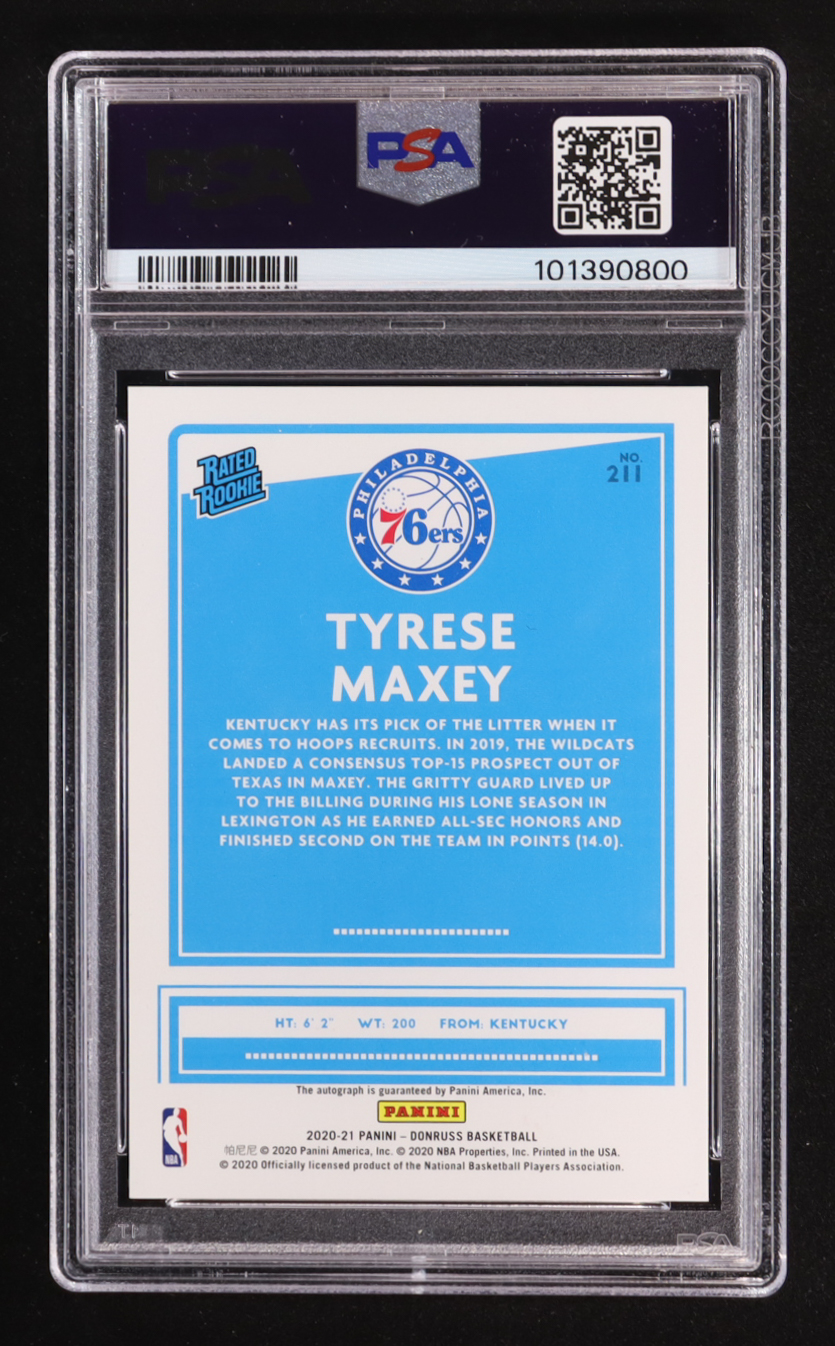 PSA
101390800
RATED
ROOKIE
PHILADELPHIA
76ers
NO.
211
TYRESE
MAXEY
KENTUCKY HAS ITS PICK OF THE LITTER WHEN IT
COMES TO HOOPS RECRUITS. IN 2019, THE WILDCATS
LANDED A CONSENSUS TOP-15 PROSPECT OUT OF
TEXAS IN MAXEY. THE GRITTY GUARD LIVED UP
TO THE BILLING DURING HIS LONE SEASON IN
LEXINGTON AS HE EARNED ALL-SEC HONORS AND
FINISHED SECOND ON THE TEAM IN POINTS (14.0).
HT: 6' 2" WT: 200 FROM: KENTUCKY
The autograph is guaranteed by Panini America, Inc.
PANINI
NBA
2020-21 PANINI – DONRUSS BASKETBALL
帕尼尼 © 2020 Panini America, Inc. © 2020 NBA Properties, Inc. Printed in the USA.
© 2020 Officially licensed product of the National Basketball Players Association.
PSA